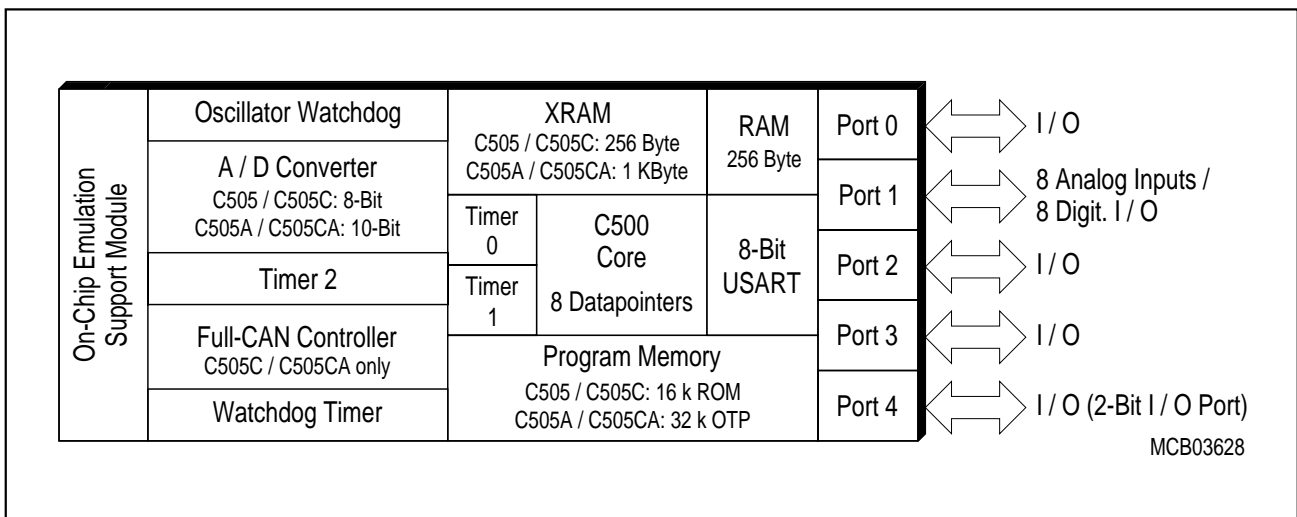 On-Chip Emulation
Support Module
Oscillator Watchdog
A / D Converter
C505 / C505C: 8-Bit
C505A / C505CA: 10-Bit
Timer 2
Full-CAN Controller
C505C / C505CA only
Watchdog Timer
XRAM
C505 / C505C: 256 Byte
C505A / C505CA: 1 KByte
RAM
256 Byte
Timer
0
Timer
1
C500
Core
8 Datapointers
8-Bit
USART
Program Memory
C505 / C505C: 16 k ROM
C505A / C505CA: 32 k OTP
Port 0
I / O
Port 1
8 Analog Inputs /
8 Digit. I / O
Port 2
I / O
Port 3
I / O
Port 4
I / O (2-Bit I / O Port)
MCB03628